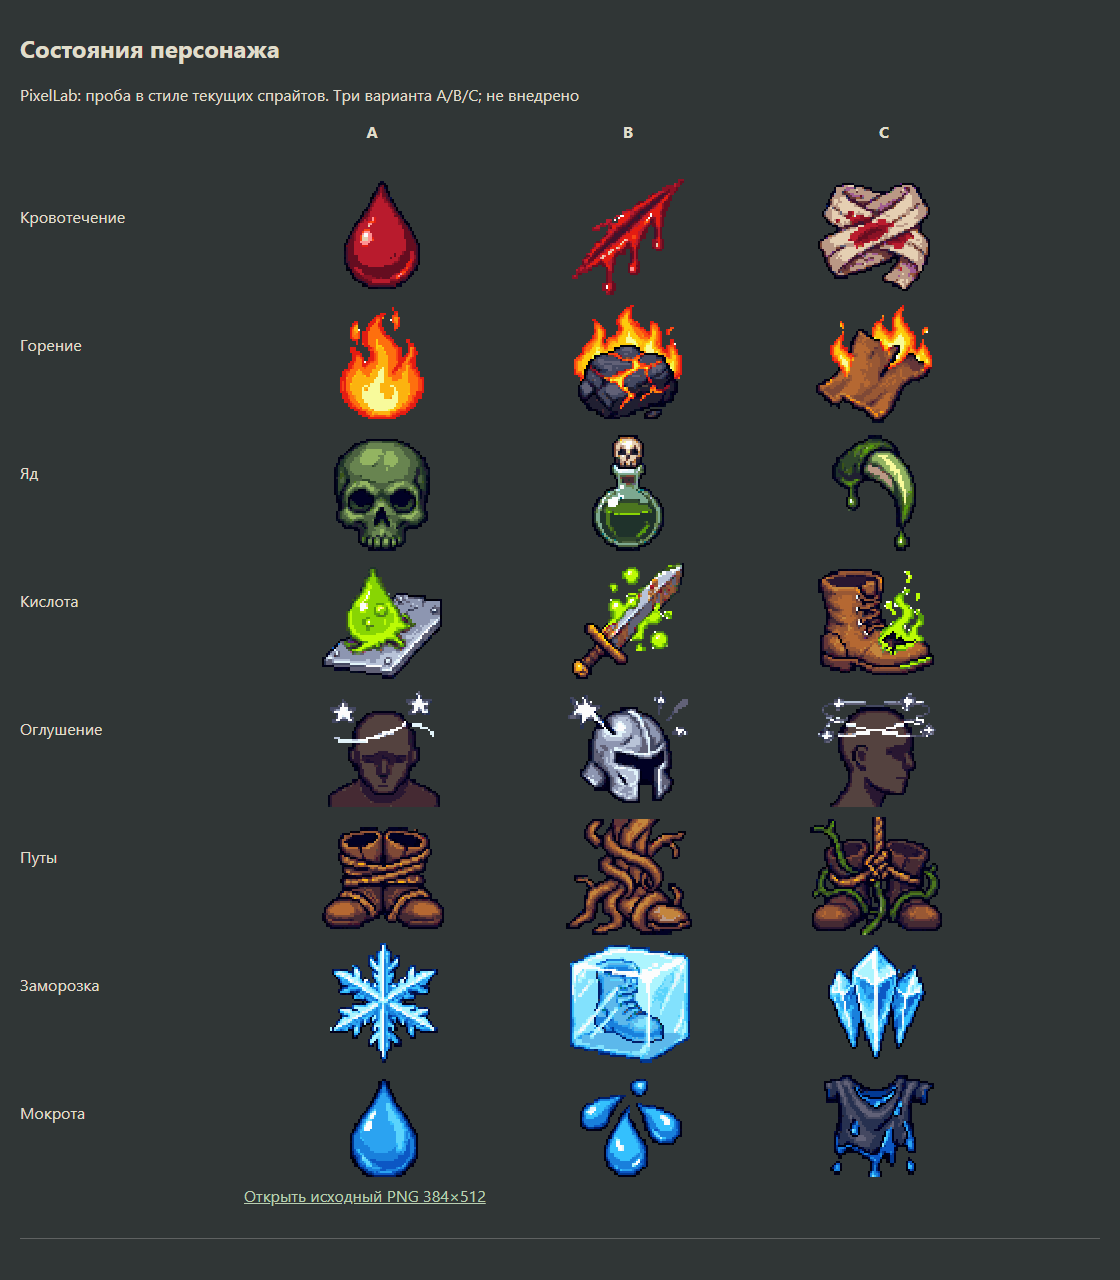 Состояния персонажа
PixelLab: проба в стиле текущих спрайтов. Три варианта A/B/C; не внедрено
A B C
Кровотечение
Горение
Яд
Кислота
Оглушение
Путы
Заморозка
Мокрота
Открыть исходный PNG 384×512